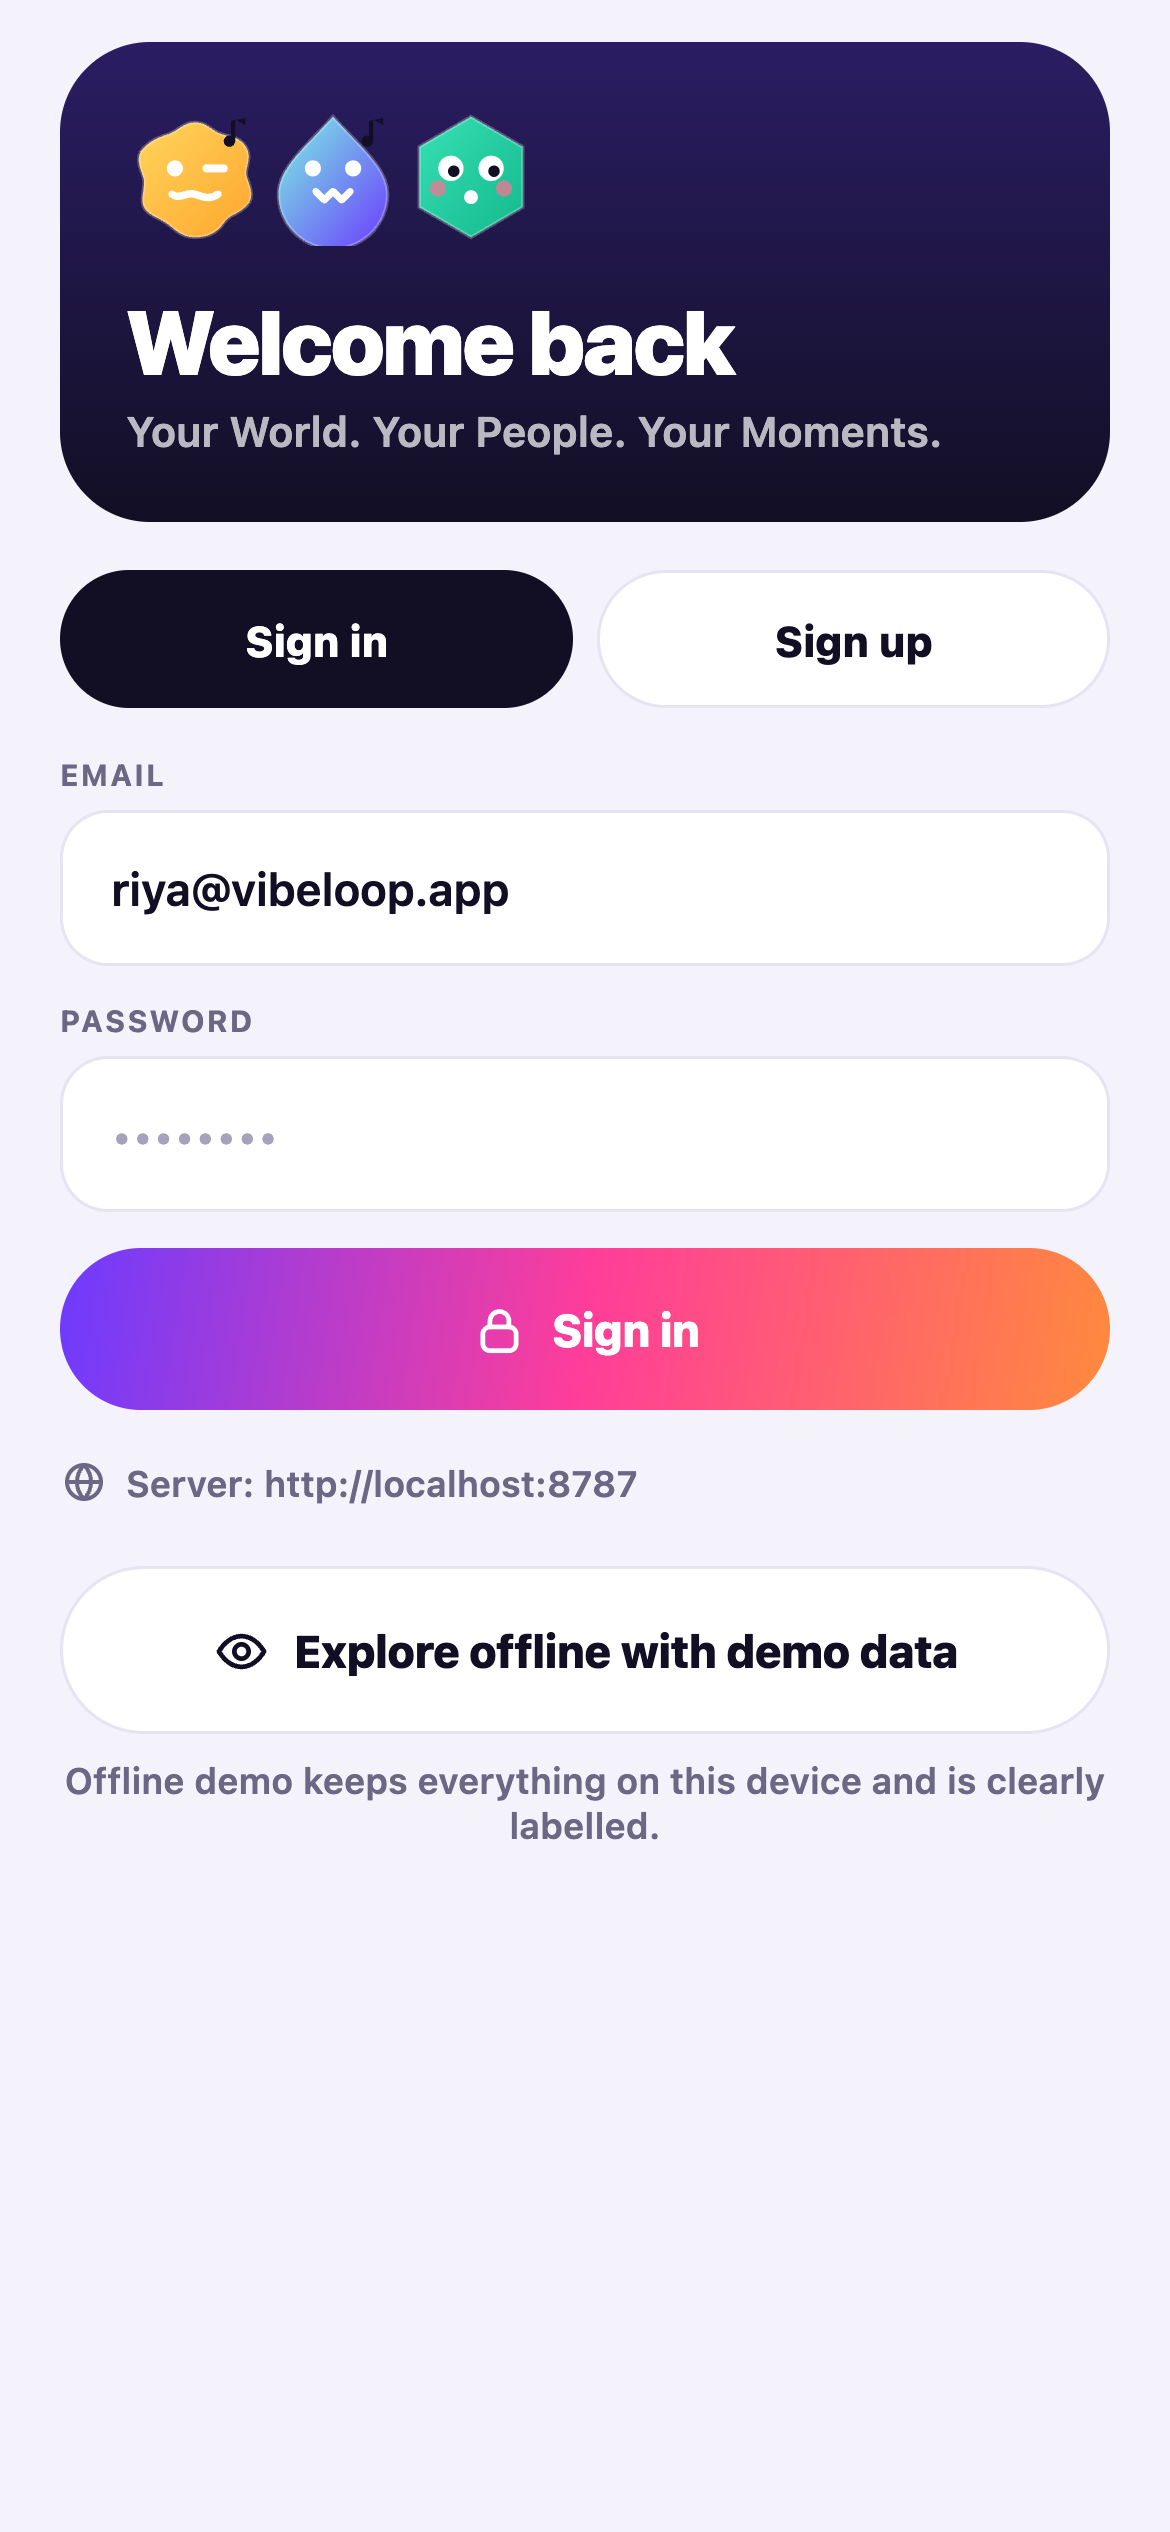 Welcome back
Your World. Your People. Your Moments.
Sign in
Sign up
EMAIL
riya@vibeloop.app
PASSWORD
••••••••
Sign in
Server: http://localhost:8787
Explore offline with demo data
Offline demo keeps everything on this device and is clearly
labelled.